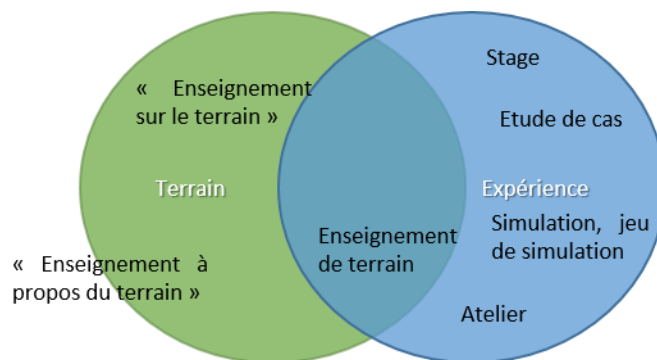 Stage
« Enseignement
sur le terrain »
Etude de cas
Terrain
Expérience
Simulation, jeu
de simulation
Enseignement
de terrain
« Enseignement à
propos du terrain »
Atelier